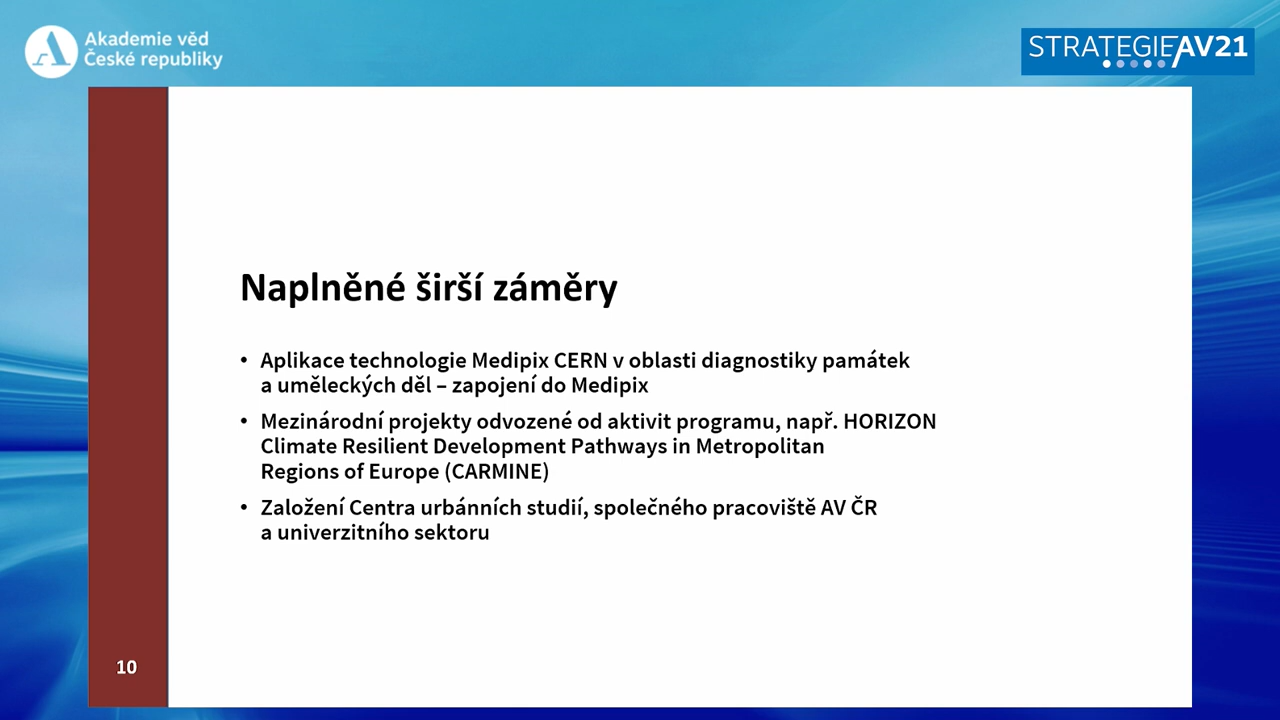 Akademie věd
České republiky
STRATEGIE AV21
Naplněné širší záměry
• Aplikace technologie Medipix CERN v oblasti diagnostiky památek
a uměleckých děl – zapojení do Medipix
• Mezinárodní projekty odvozené od aktivit programu, např. HORIZON
Climate Resilient Development Pathways in Metropolitan
Regions of Europe (CARMINE)
• Založení Centra urbánních studií, společného pracoviště AV ČR
a univerzitního sektoru
10